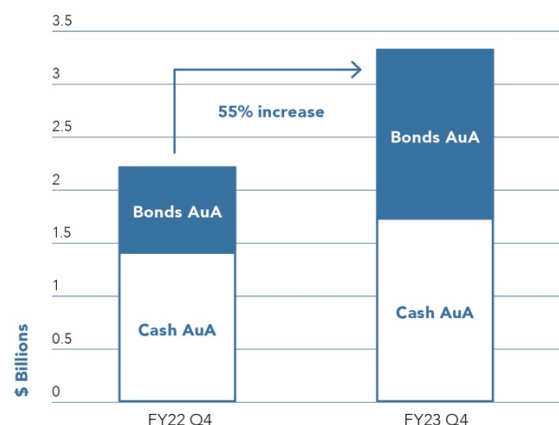 3.5
3
55% increase
2.5
Bonds AuA
2
Bonds AuA
1.5
1
Cash AuA
Cash AuA
0.5
$ Billions
0
FY22 Q4
FY23 Q4